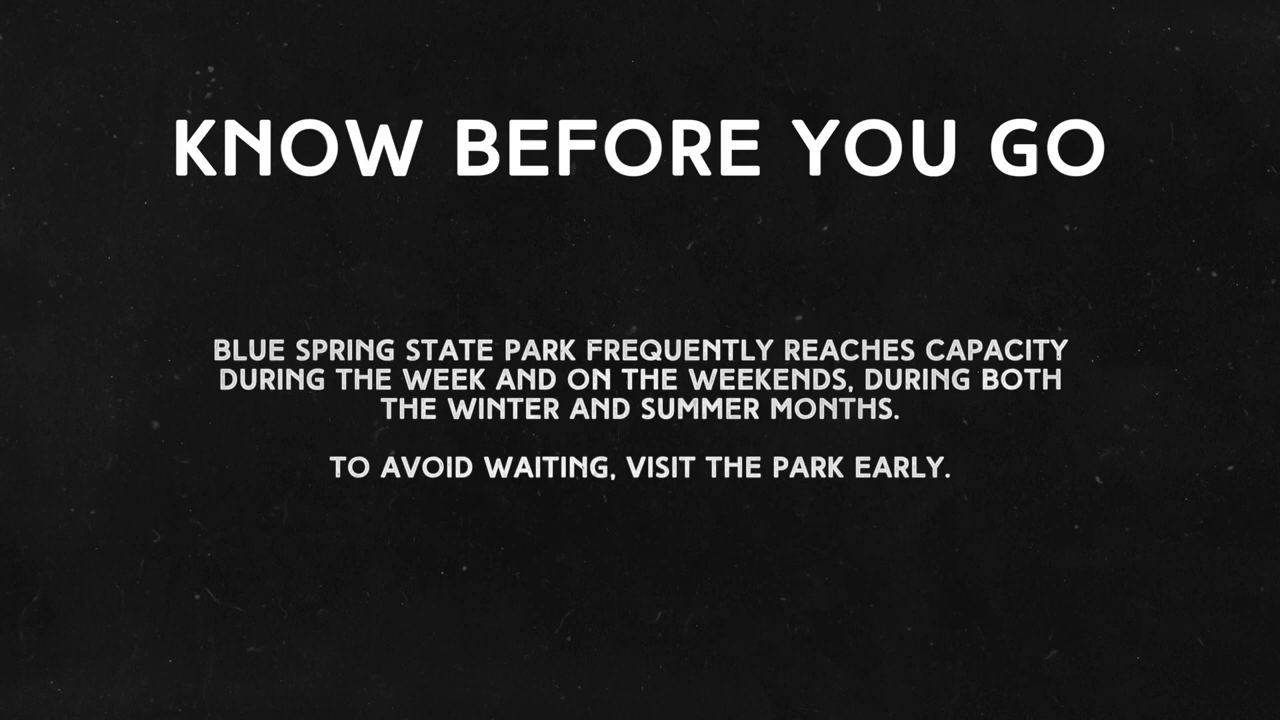 KNOW BEFORE YOU GO
BLUE SPRING STATE PARK FREQUENTLY REACHES CAPACITY
DURING THE WEEK AND ON THE WEEKENDS, DURING BOTH
THE WINTER AND SUMMER MONTHS.
TO AVOID WAITING, VISIT THE PARK EARLY.